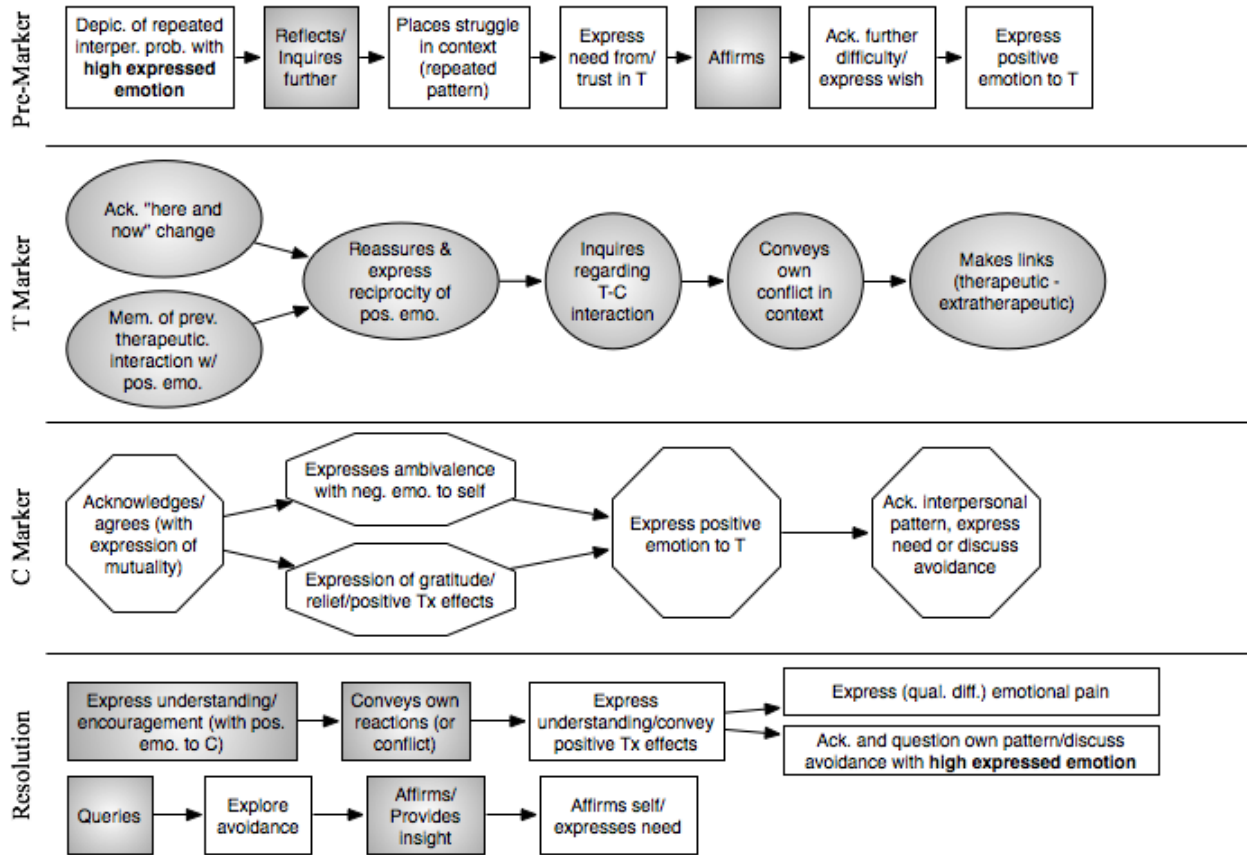 Pre-Marker
Depic. of repeated
interper. prob. with
high expressed
emotion
Reflects/
Inquires
further
Places struggle
in context
(repeated
pattern)
Express
need from/
trust in T
Affirms
Ack. further
difficulty/
express wish
Express
positive
emotion to T
T Marker
Ack. "here and
now" change
Mem. of prev.
therapeutic.
interaction w/
pos. emo.
Reassures &
express
reciprocity of
pos. emo.
Inquires
regarding
T-C
interaction
Conveys
own
conflict in
context
Makes links
(therapeutic -
extratherapeutic)
C Marker
Acknowledges/
agrees (with
expression of
mutuality)
Expresses ambivalence
with neg. emo. to self
Expression of gratitude/
relief/positive Tx effects
Express positive
emotion to T
Ack. interpersonal
pattern, express
need or discuss
avoidance
Resolution
Express understanding/
encouragement (with pos.
emo. to C)
Conveys own
reactions (or
conflict)
Express
understanding/convey
positive Tx effects
Express (qual. diff.) emotional pain
Ack. and question own pattern/discuss
avoidance with high expressed emotion
Queries
Explore
avoidance
Affirms/
Provides
insight
Affirms self/
expresses need